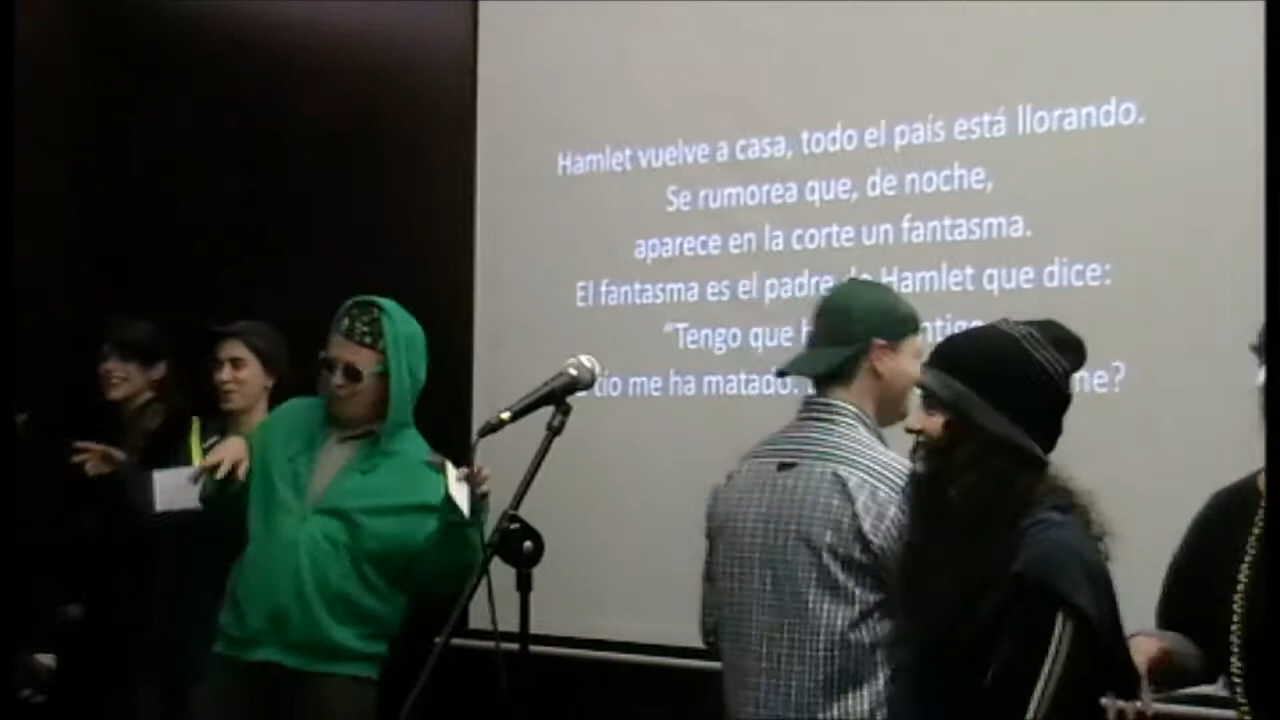 Hamlet vuelve a casa, todo el país está llorando.
Se rumorea que, de noche,
aparece en la corte un fantasma.
El fantasma es el padre de Hamlet que dice:
“Tengo que
tío me ha matado.